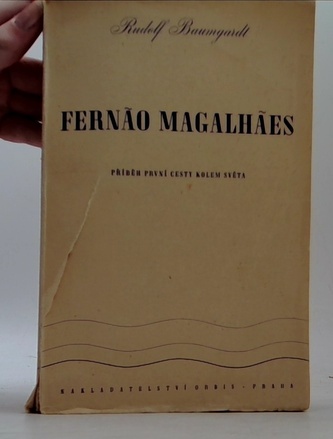 Rudolf Baumgardt
FERNÃO MAGALHÃES
PŘÍBĚH PRVNÍ CESTY KOLEM SVĚTA
NAKLADATELSTVÍ ORBIS - PRAHA